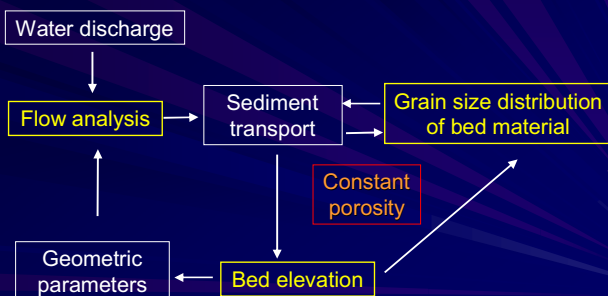 Water discharge
Flow analysis
Sediment
transport
Grain size distribution
of bed material
Constant
porosity
Geometric
parameters
Bed elevation